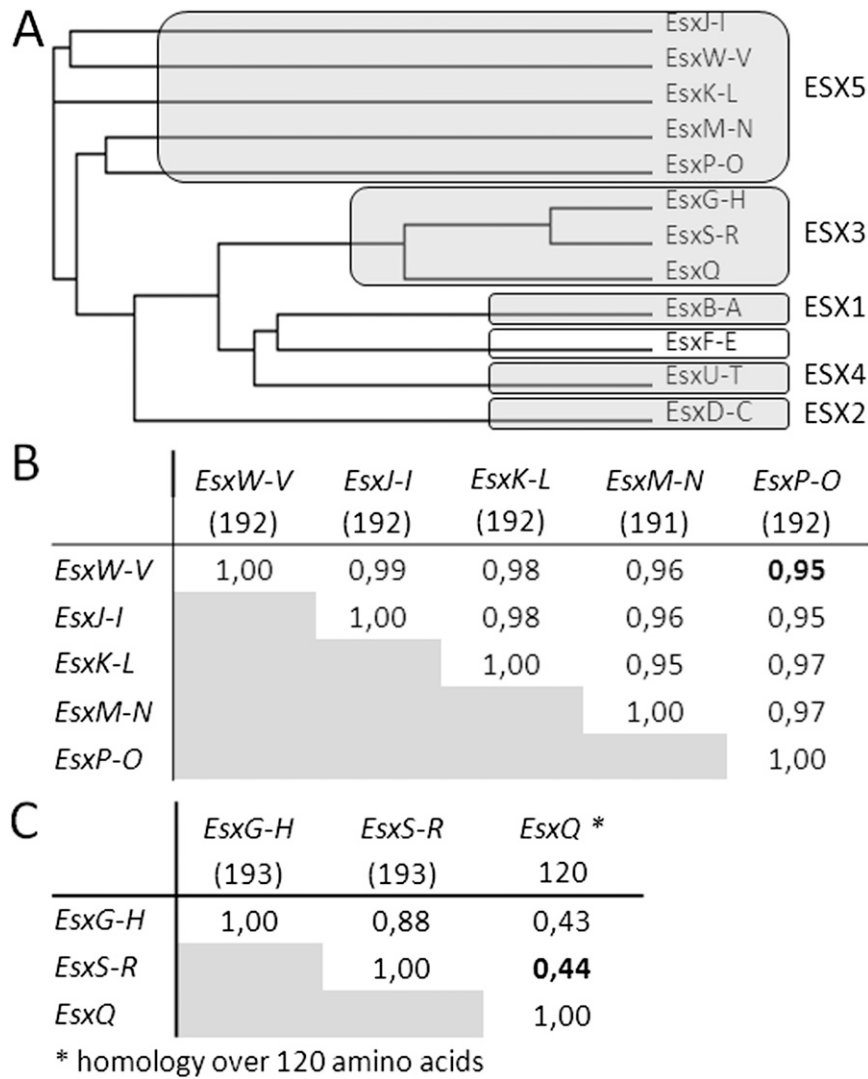 A
EsxJ-I
EsxW-V
EsxK-L
EsxM-N
EsxP-O
ESX5
EsxG-H
EsxS-R
EsxQ
ESX3
EsxB-A
ESX1
EsxF-E
EsxU-T
ESX4
EsxD-C
ESX2
B
EsxW-V EsxJ-I EsxK-L EsxM-N EsxP-O
(192) (192) (192) (191) (192)
EsxW-V 1,00 0,99 0,98 0,96 0,95
EsxJ-I 1,00 0,98 0,96 0,95
EsxK-L 1,00 0,95 0,97
EsxM-N 1,00 0,97
EsxP-O 1,00
C
EsxG-H EsxS-R EsxQ *
(193) (193) 120
EsxG-H 1,00 0,88 0,43
EsxS-R 1,00 0,44
EsxQ 1,00
* homology over 120 amino acids